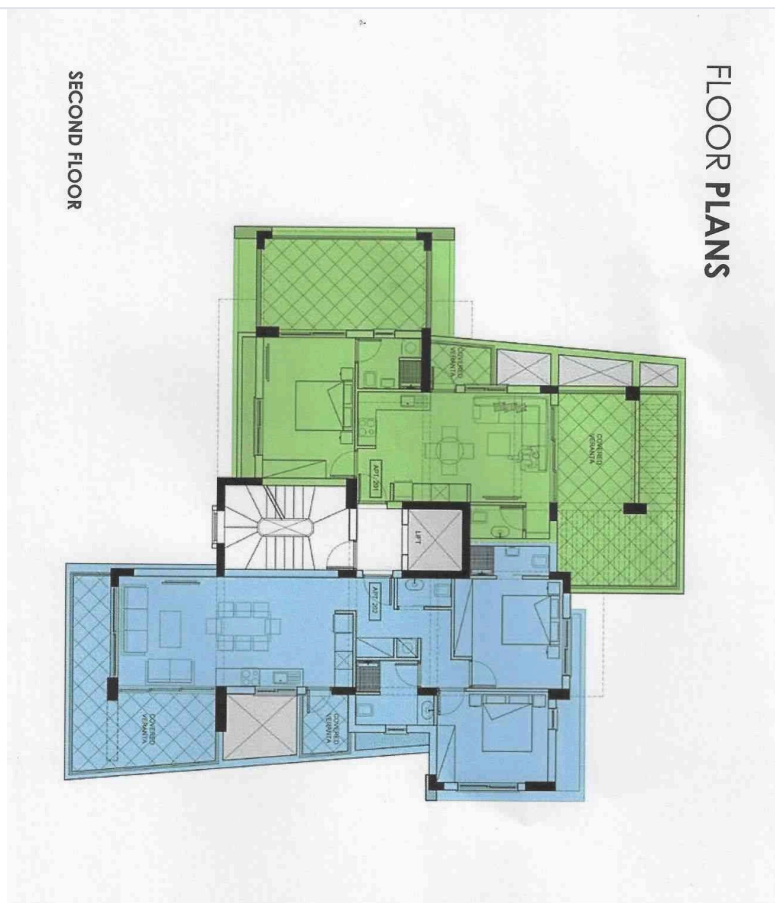 FLOOR PLANS
SECOND FLOOR
COVERED
VERANTA
COVERED
VERANTA
APT/201
LIFT
APT/202
COVERED
VERANTA
COVERED
VERANTA